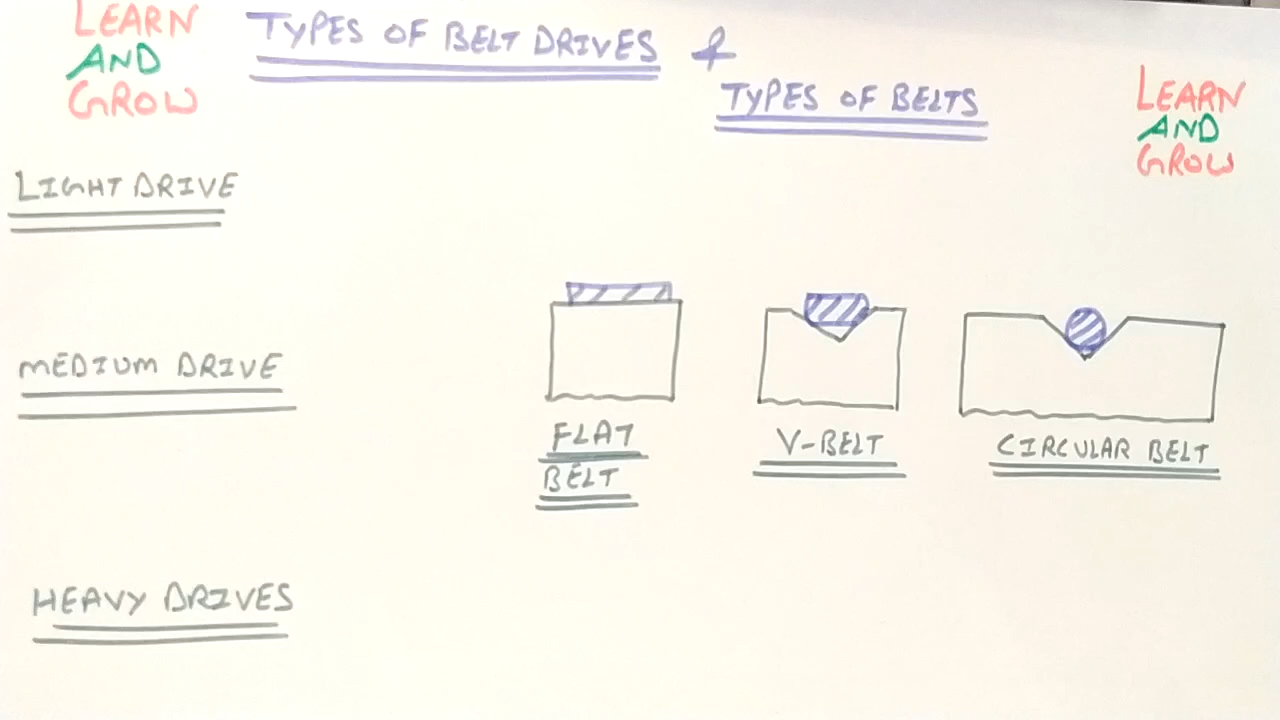 LEARN
AND
GROW
TYPES OF BELT DRIVES &
TYPES OF BELTS
LEARN
AND
GROW
LIGHT DRIVE
MEDIUM DRIVE
FLAT
BELT
V-BELT
CIRCULAR BELT
HEAVY DRIVES